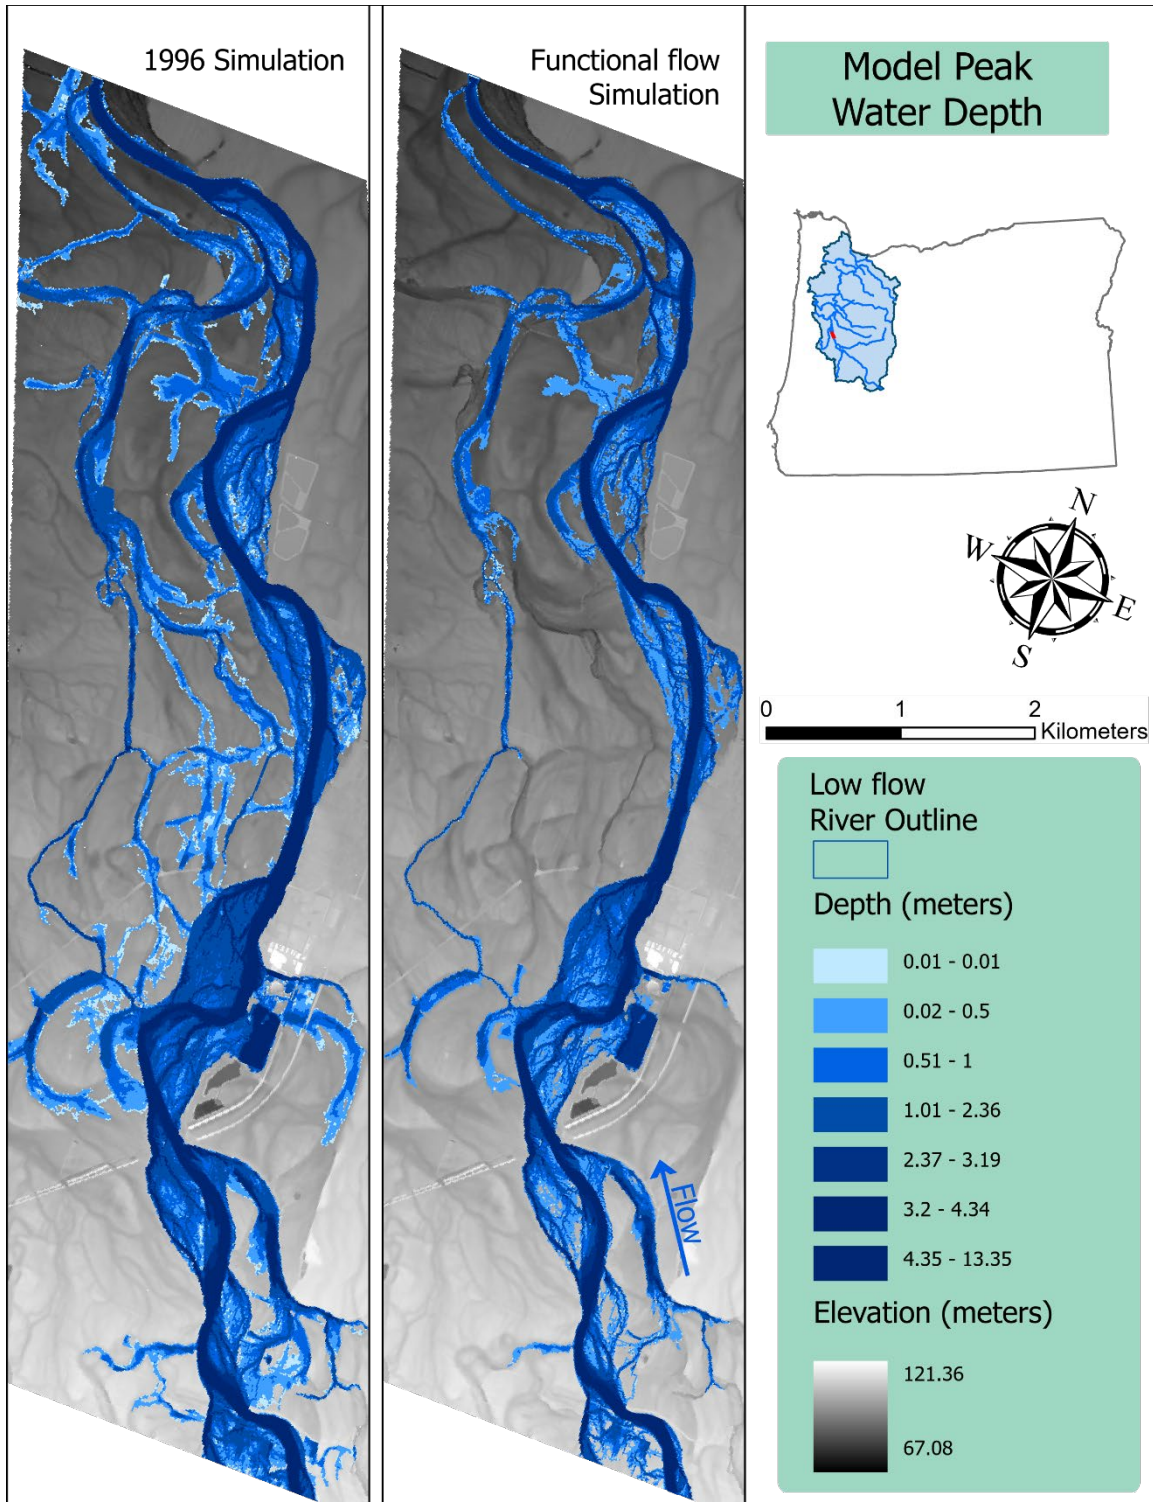 1996 Simulation
Functional flow
Simulation
Flow
Model Peak
Water Depth
N
W
E
S
0
1
2
Kilometers
Low flow
River Outline
Depth (meters)
0.01 - 0.01
0.02 - 0.5
0.51 - 1
1.01 - 2.36
2.37 - 3.19
3.2 - 4.34
4.35 - 13.35
Elevation (meters)
121.36
67.08